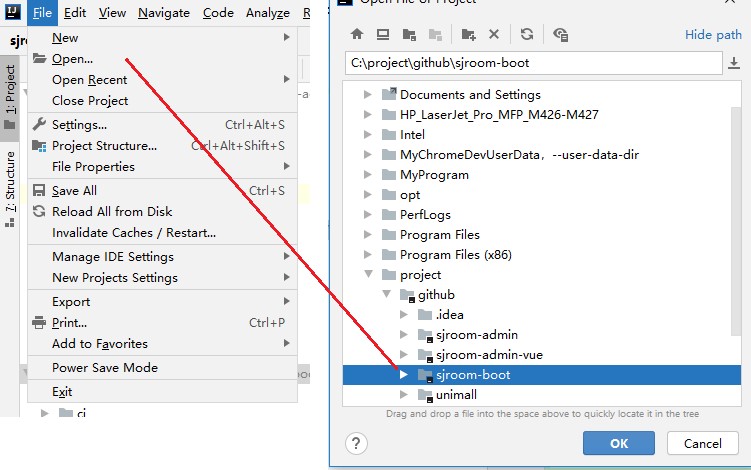 File Edit View Navigate Code Analyze
New
Open...
Open Recent
Close Project
Settings... Ctrl+Alt+S
Project Structure... Ctrl+Alt+Shift+S
File Properties
Save All Ctrl+S
Reload All from Disk
Invalidate Caches / Restart...
Manage IDE Settings
New Projects Settings
Export
Print... Ctrl+P
Add to Favorites
Power Save Mode
Exit
ci
1: Project
7: Structure
Open File or Project
Hide path
C:\project\github\sjroom-boot
Documents and Settings
HP_LaserJet_Pro_MFP_M426-M427
Intel
MyChromeDevUserData，--user-data-dir
MyProgram
opt
PerfLogs
Program Files
Program Files (x86)
project
github
.idea
sjroom-admin
sjroom-admin-vue
sjroom-boot
unimall
Drag and drop a file into the space above to quickly locate it in the tree
?
OK Cancel